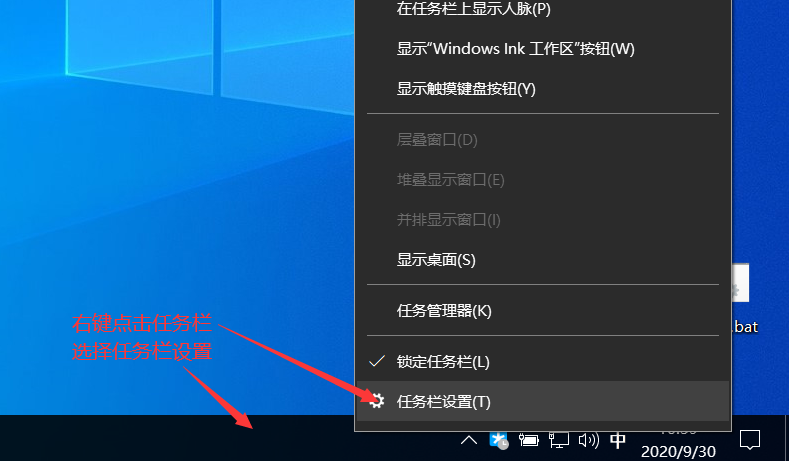 在任务栏上显示人脉(P)
显示“Windows Ink 工作区”按钮(W)
显示触摸键盘按钮(Y)
层叠窗口(D)
堆叠显示窗口(E)
并排显示窗口(I)
显示桌面(S)
任务管理器(K)
锁定任务栏(L)
任务栏设置(T)
右键点击任务栏
选择任务栏设置
.bat
中
2020/9/30